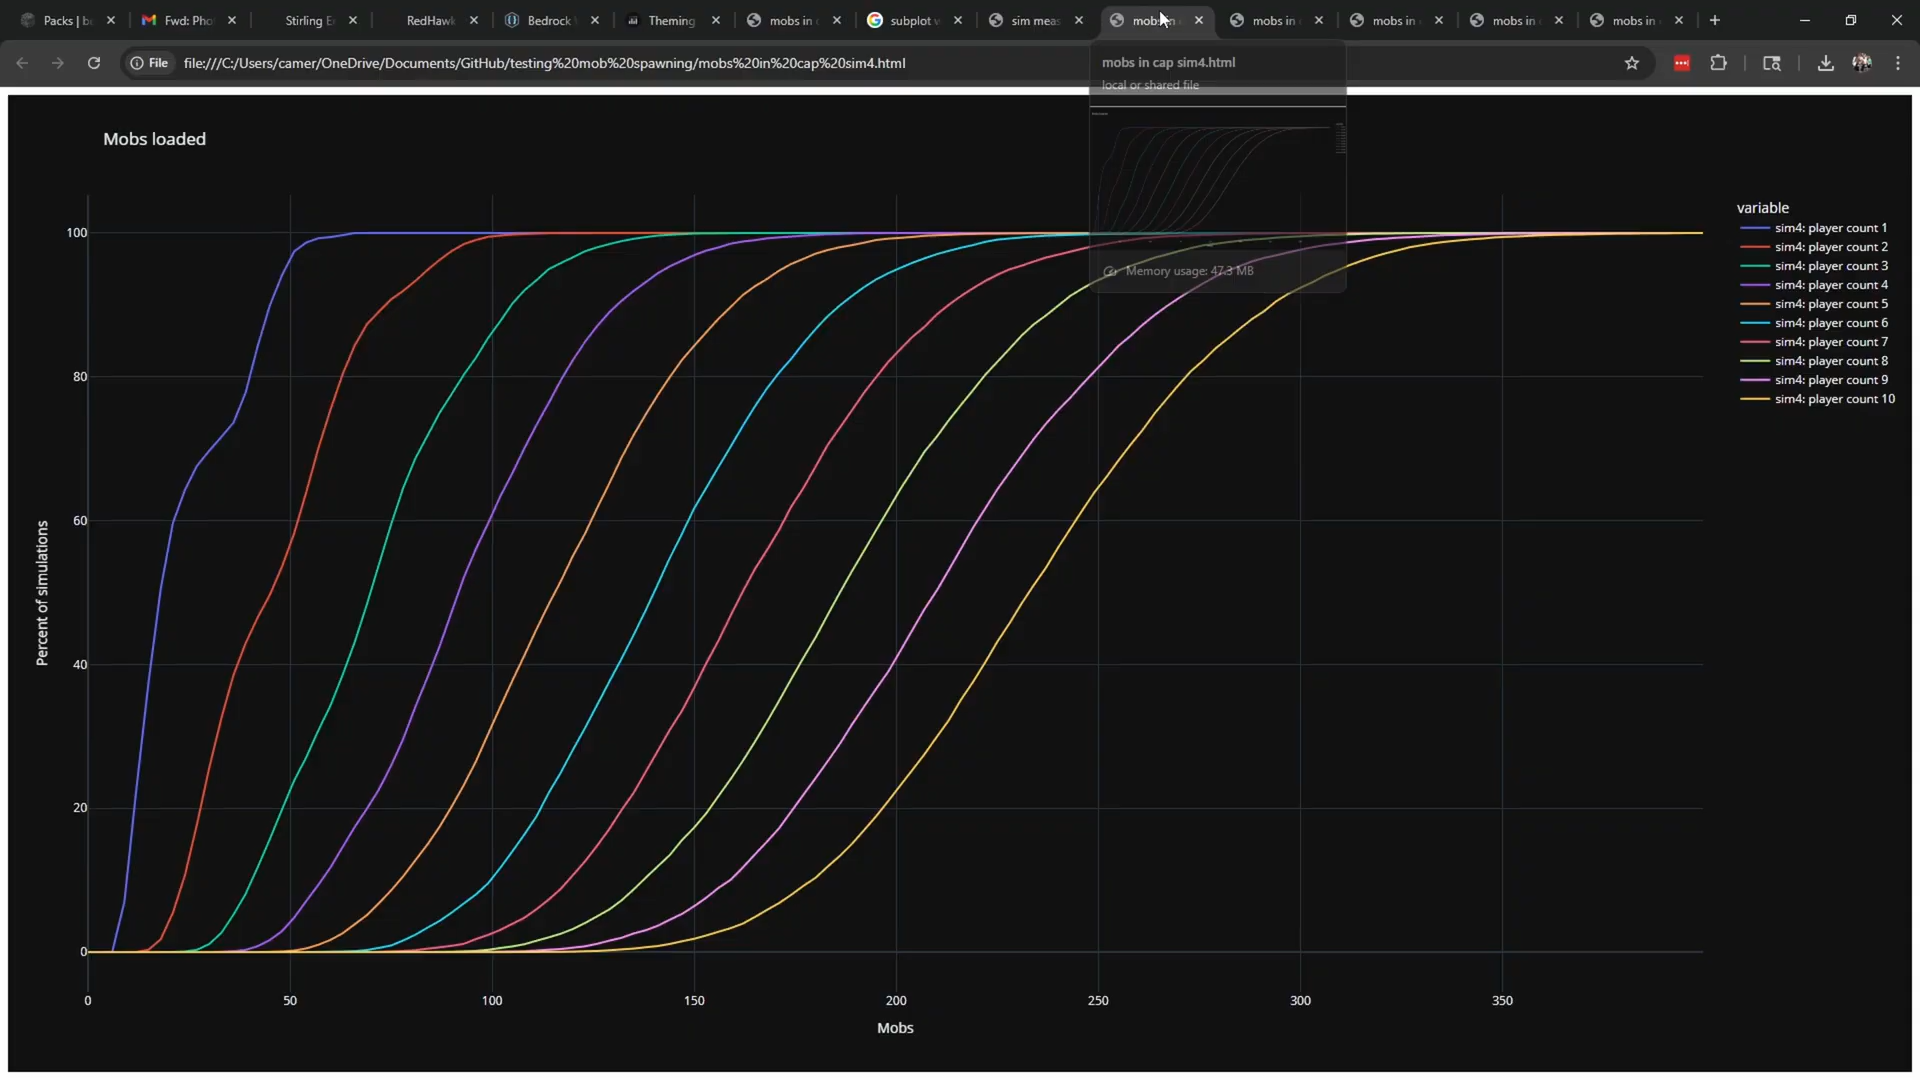 Packs | b
Fwd: Pho
Stirling E
RedHawk
Bedrock
Theming
mobs in
subplot
sim meas
mobs in
mobs in
mobs in
mobs in
mobs in
File
file:///C:/Users/camer/OneDrive/Documents/GitHub/testing%20mob%20spawning/mobs%20in%20cap%20sim4.html
mobs in cap sim4.html
local or shared file
Memory usage: 47.3 MB
Mobs loaded
variable
sim4: player count 1
sim4: player count 2
sim4: player count 3
sim4: player count 4
sim4: player count 5
sim4: player count 6
sim4: player count 7
sim4: player count 8
sim4: player count 9
sim4: player count 10
Percent of simulations
100
80
60
40
20
0
0
50
100
150
200
250
300
350
Mobs